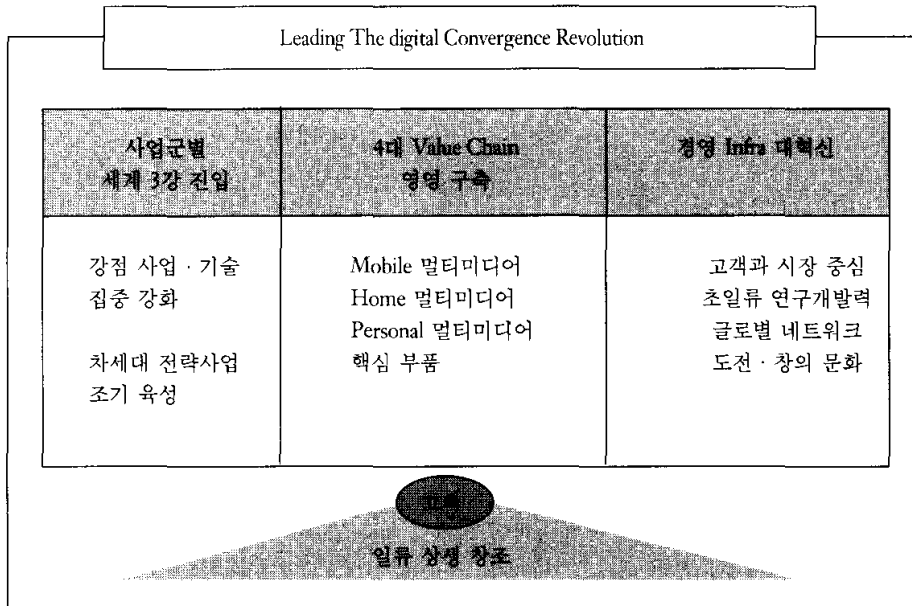 Leading The digital Convergence Revolution
사업군별
세계 3강 진입
4대 Value Chain
영영 구축
경영 Infra 대혁신
강점 사업 · 기술
집중 강화
차세대 전략사업
조기 육성
Mobile 멀티미디어
Home 멀티미디어
Personal 멀티미디어
핵심 부품
고객과 시장 중심
초일류 연구개발력
글로벌 네트워크
도전 · 창의 문화
일류 상생 창조